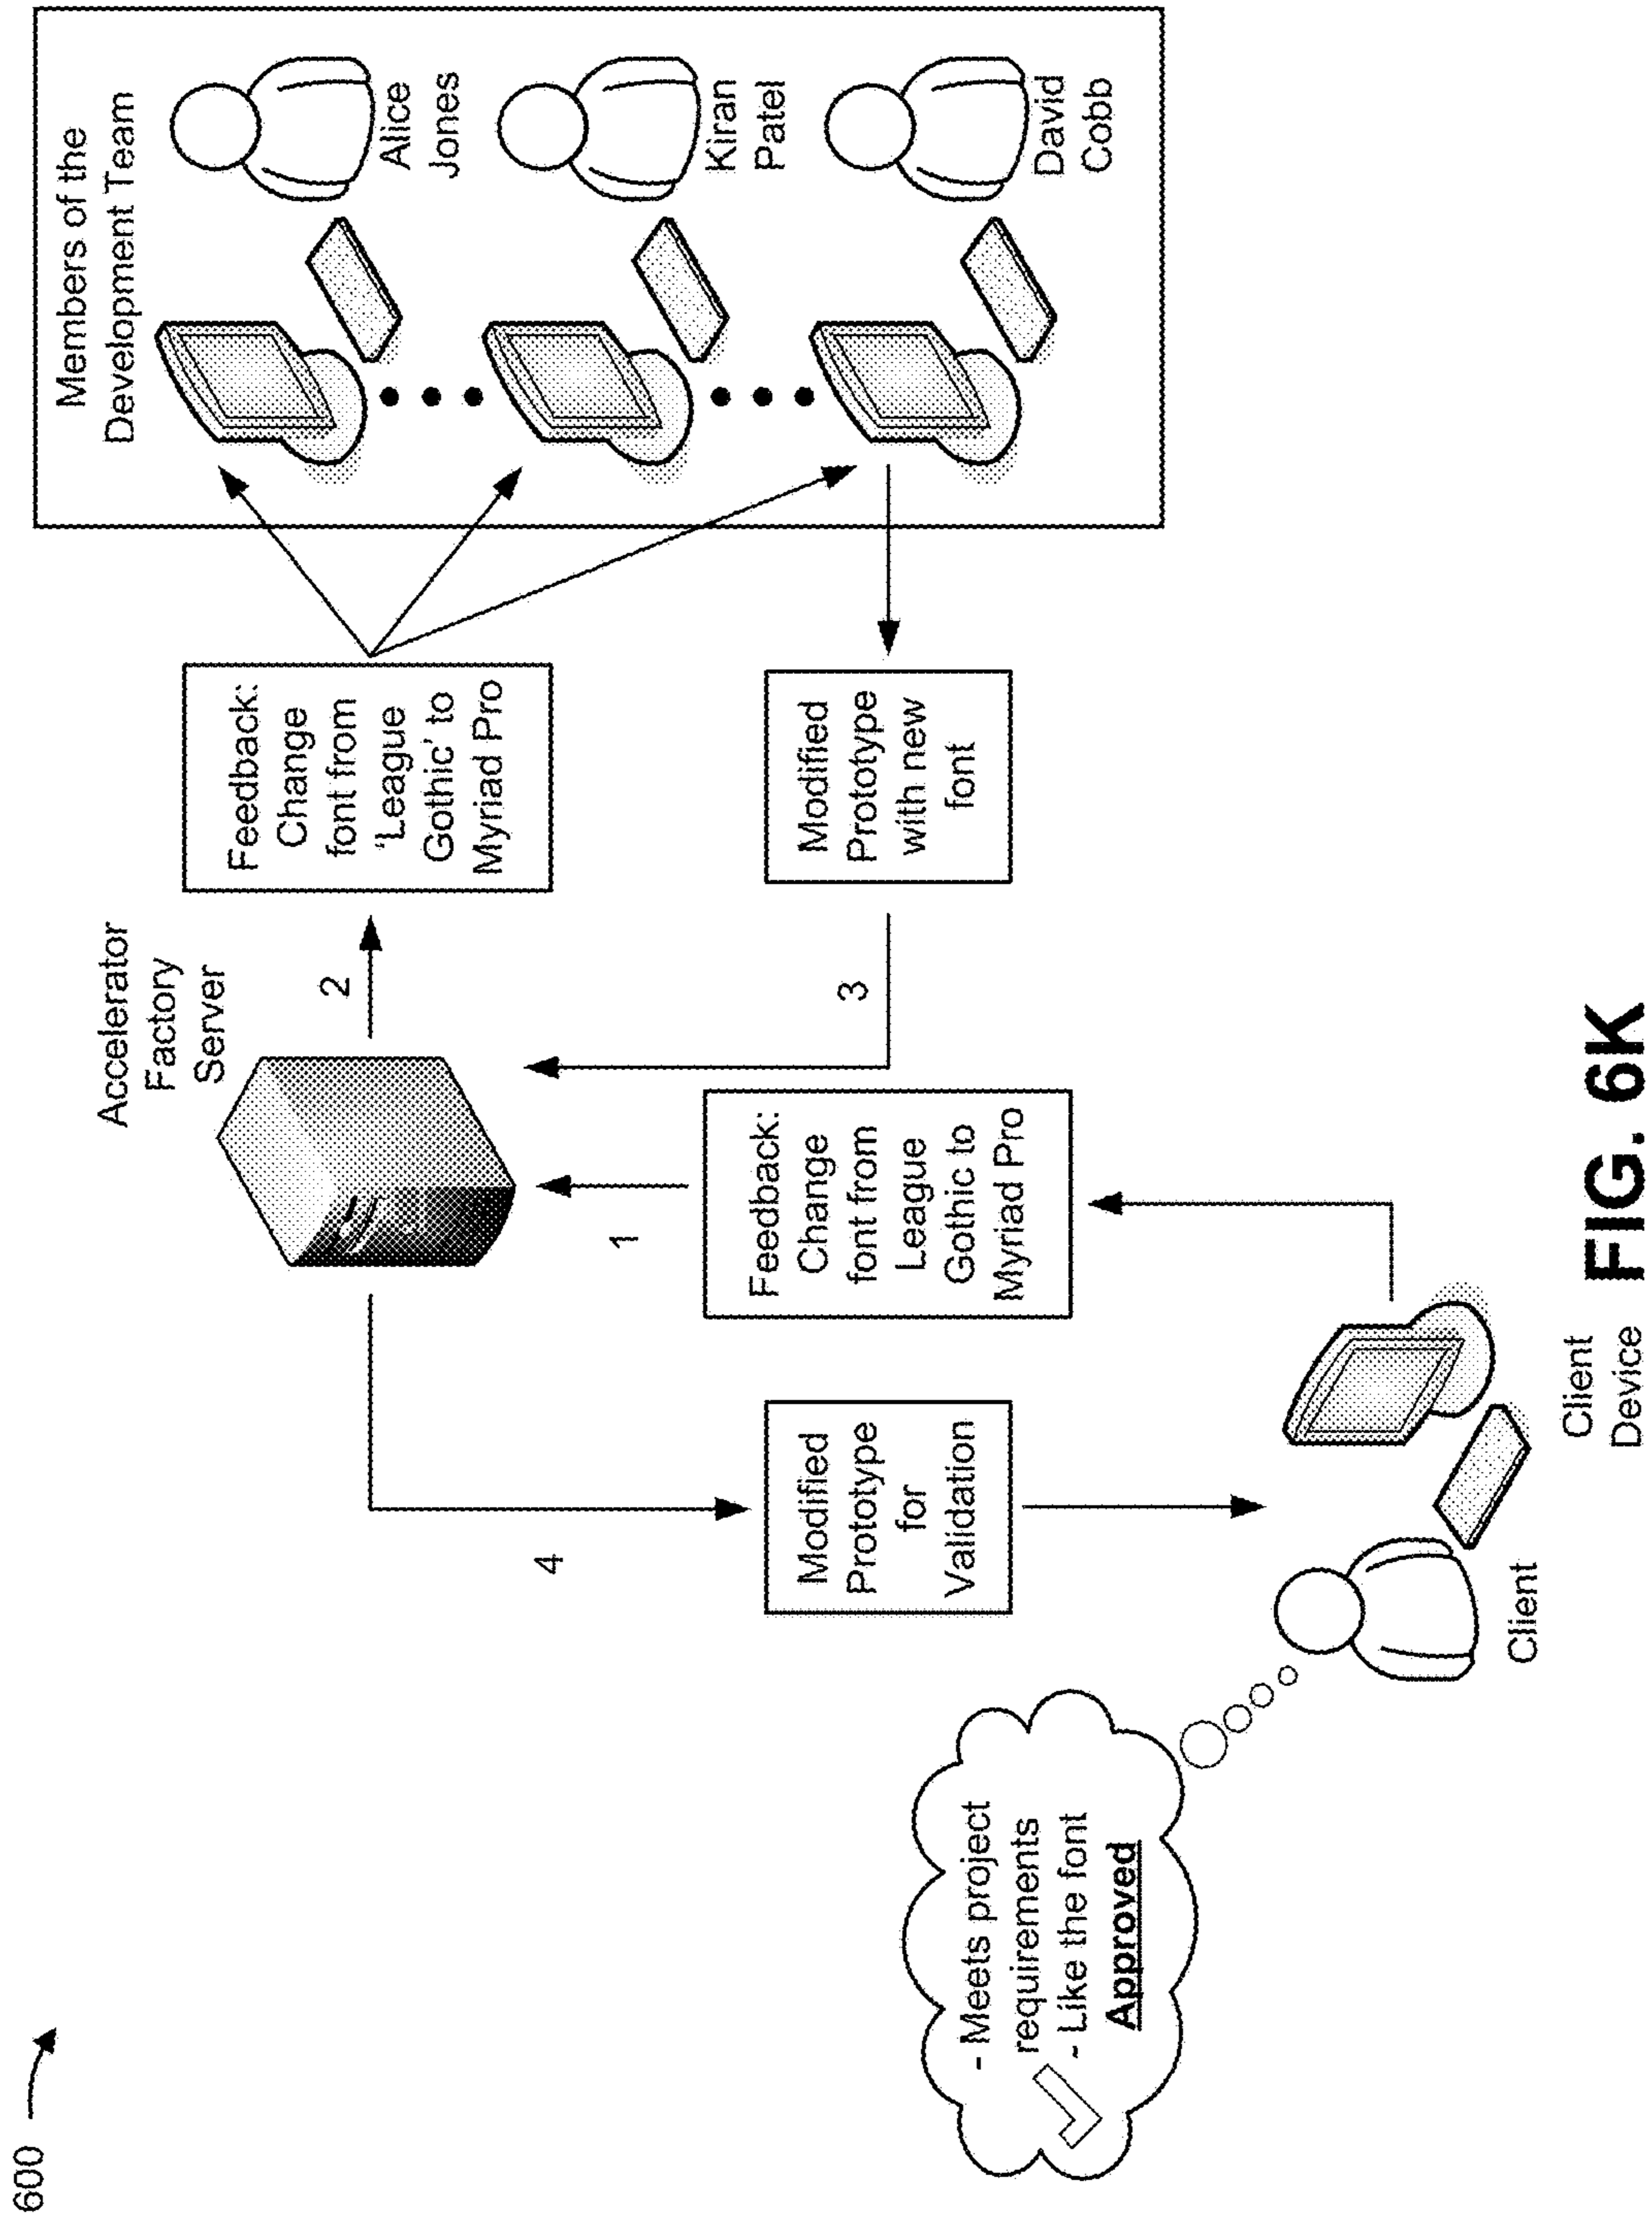 600
Accelerator
Factory
Server
Members of the
Development Team
Alice
Jones
Kiran
Patel
David
Cobb
2
Feedback:
Change
font from
'League
Gothic' to
Myriad Pro
3
Modified
Prototype
with new
font
1
Feedback:
Change
font from
League
Gothic to
Myriad Pro
4
Modified
Prototype
for
Validation
- Meets project
requirements
- Like the font
Approved
Client
Client
Device
FIG. 6K